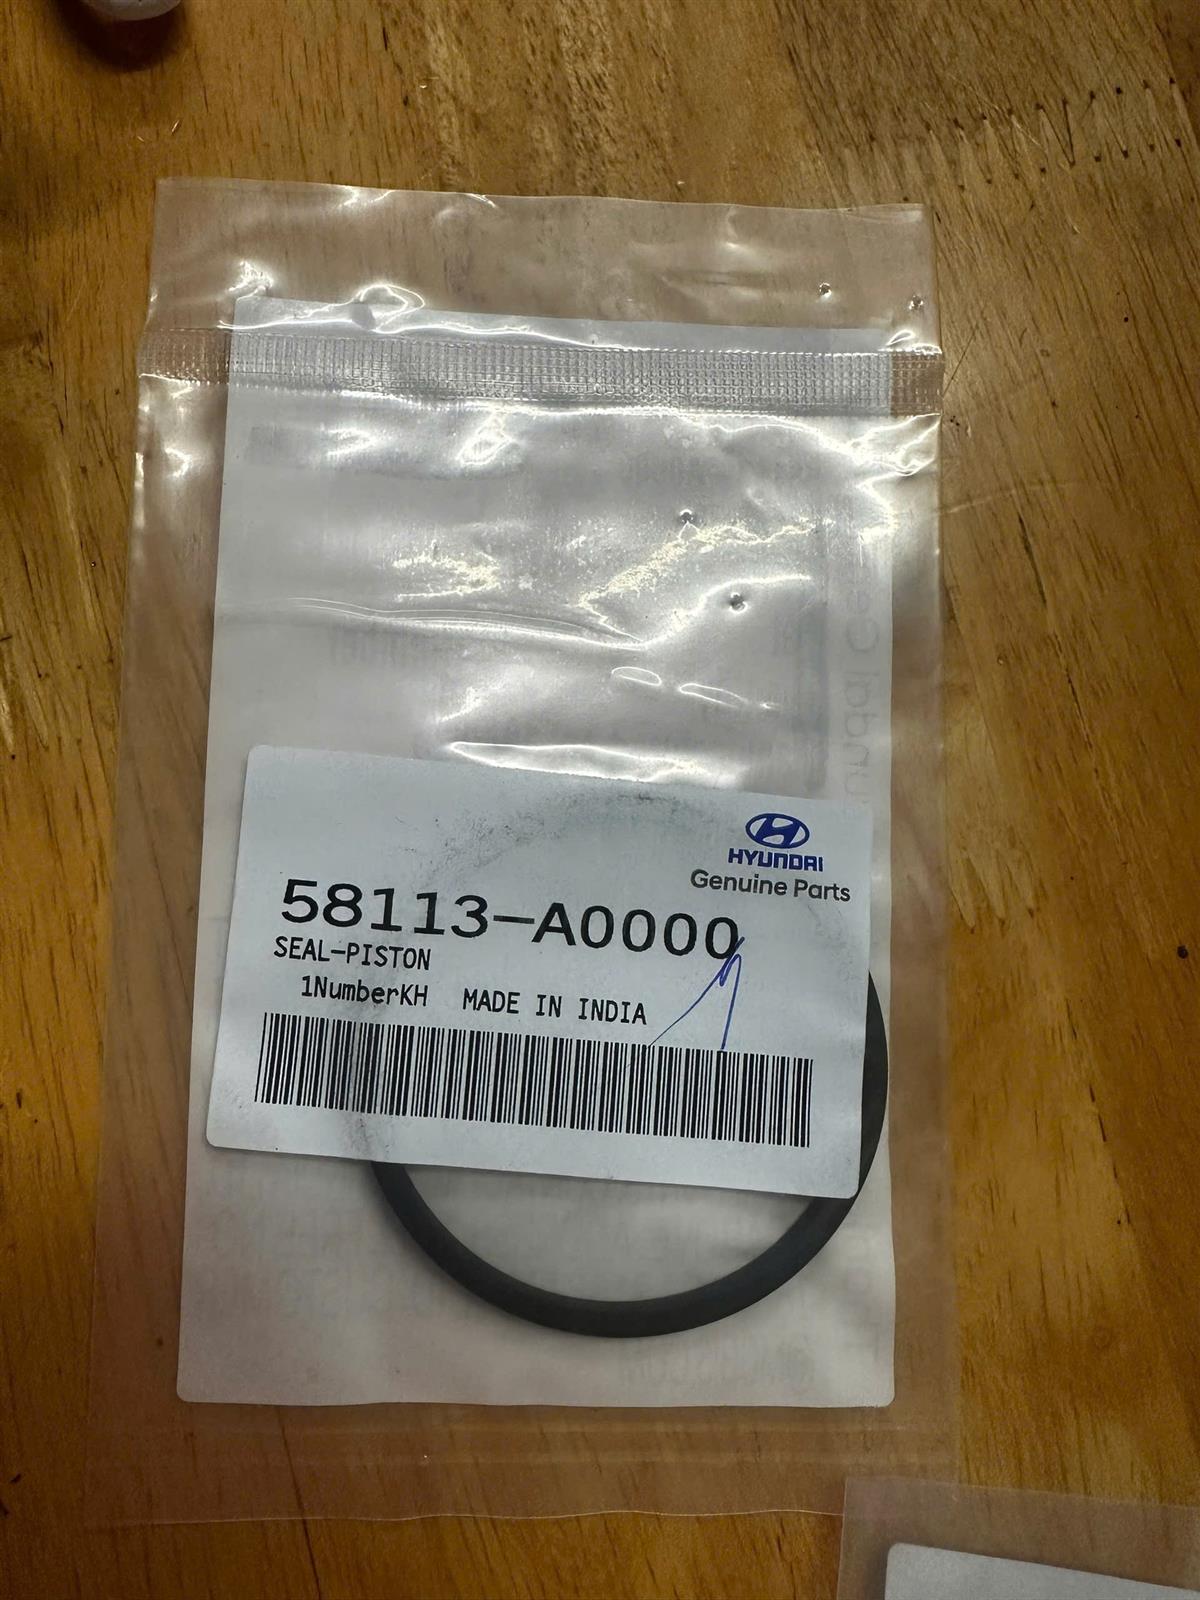 HYUNDAI
Genuine Parts
58113-A0000
SEAL-PISTON
1NumberKH MADE IN INDIA